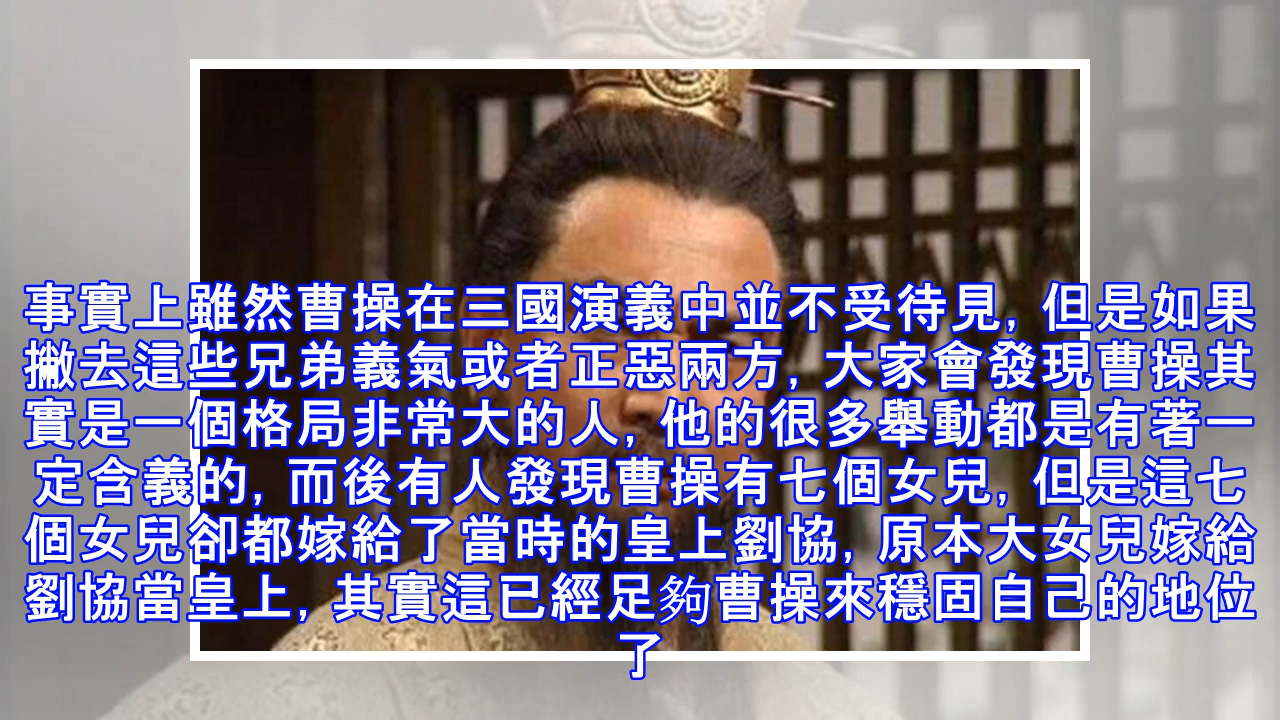 事實上雖然曹操在三國演義中並不受待見, 但是如果
撇去這些兄弟義氣或者正惡兩方, 大家會發現曹操其
實是一個格局非常大的人, 他的很多舉動都是有著一
定含義的, 而後有人發現曹操有七個女兒, 但是這七
個女兒卻都嫁給了當時的皇上劉協, 原本大女兒嫁給
劉協當皇上, 其實這已經足夠曹操來穩固自己的地位
了